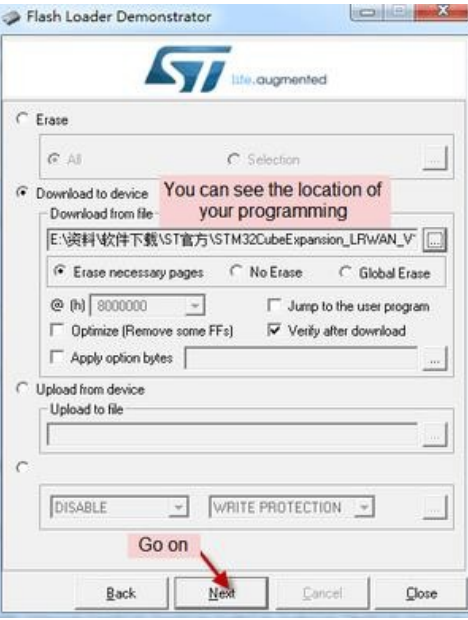 Flash Loader Demonstrator
ST life.augmented
Erase
All Selection ...
Download to device
You can see the location of
your programming
Download from file
E:\资料\软件下载\ST官方\STM32CubeExpansion_LRWAN_V ...
Erase necessary pages No Erase Global Erase
@ (h) 8000000 Jump to the user program
Optimize (Remove some FFs) Verify after download
Apply option bytes ...
Upload from device
Upload to file
...
DISABLE WRITE PROTECTION ...
Go on
Back Next Cancel Close